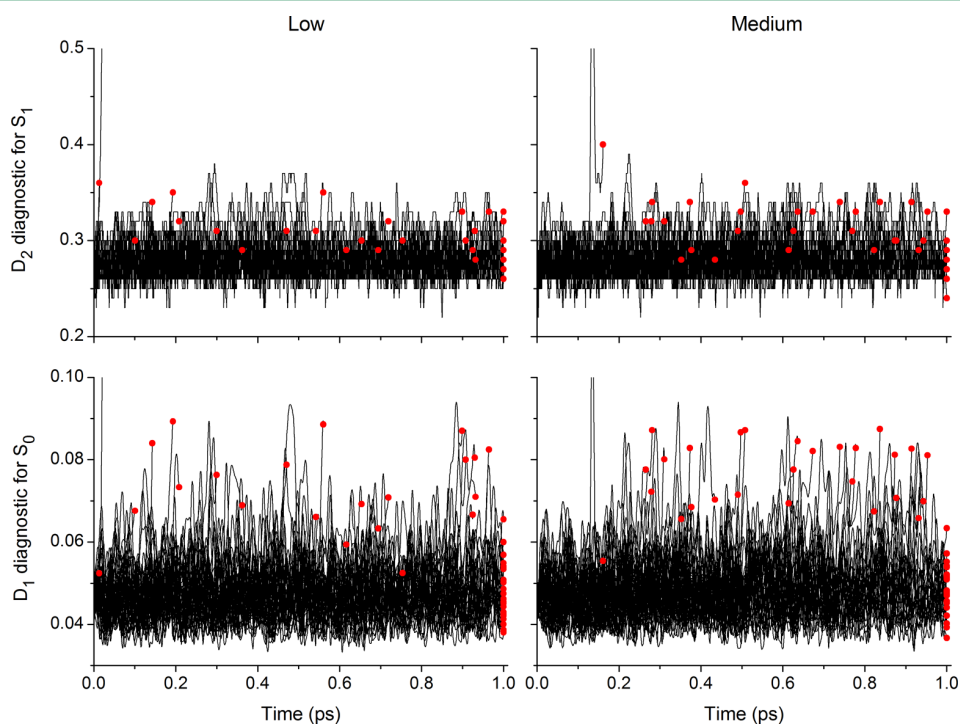 Low
Medium
D2 diagnostic for S1
0.5
0.4
0.3
0.2
D1 diagnostic for S0
0.10
0.08
0.06
0.04
0.0 0.2 0.4 0.6 0.8 1.0
0.0 0.2 0.4 0.6 0.8 1.0
Time (ps)
Time (ps)